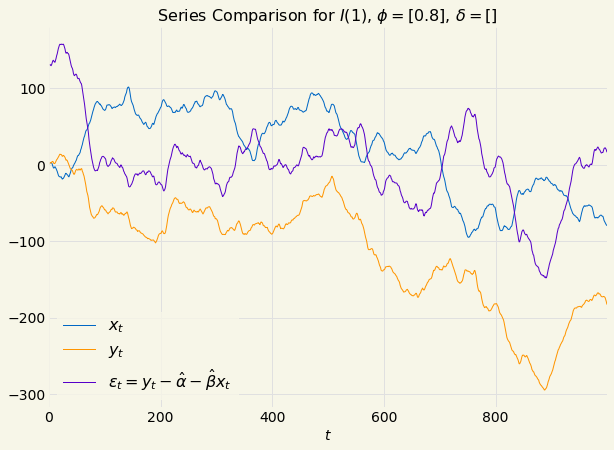 Series Comparison for I(1), ϕ = [0.8], δ = []
100
0
−100
−200
−300
x_t
y_t
ε_t = y_t − α̂ − β̂x_t
0 200 400 600 800
t